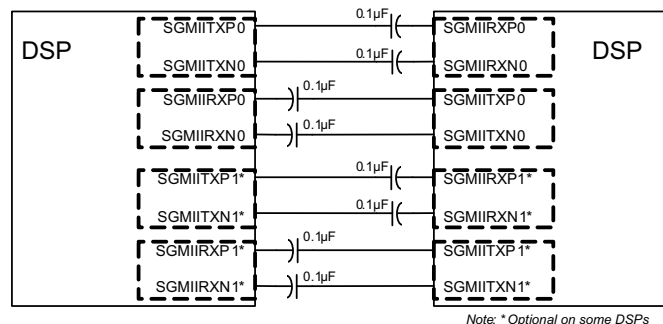 DSP
DSP
SGMIITXP0
0.1µF
SGMIIRXP0
SGMIITXN0
0.1µF
SGMIIRXN0
SGMIIRXP0
0.1µF
SGMIITXP0
SGMIIRXN0
0.1µF
SGMIITXN0
SGMIITXP1*
0.1µF
SGMIIRXP1*
SGMIITXN1*
0.1µF
SGMIIRXN1*
SGMIIRXP1*
0.1µF
SGMIITXP1*
SGMIIRXN1*
0.1µF
SGMIITXN1*
Note: * Optional on some DSPs